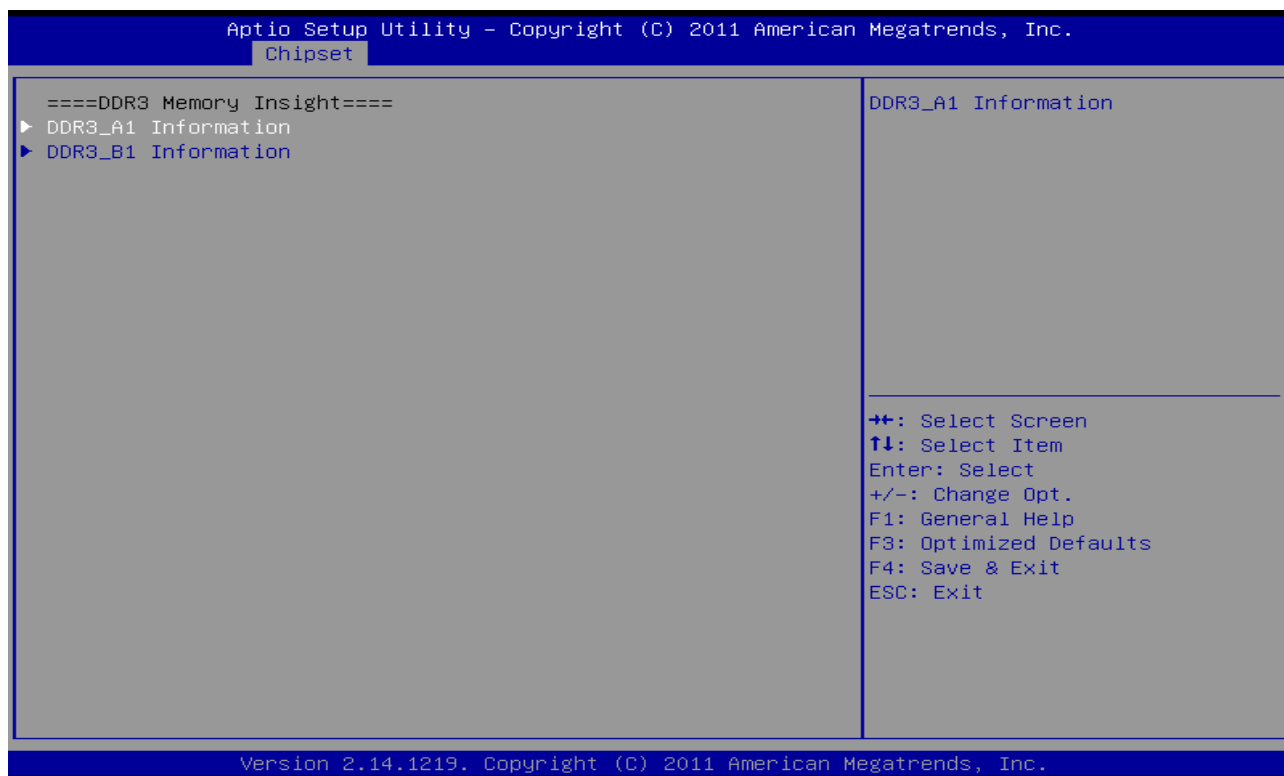 Aptio Setup Utility – Copyright (C) 2011 American Megatrends, Inc.
Chipset
====DDR3 Memory Insight====
▶ DDR3_A1 Information
▶ DDR3_B1 Information
DDR3_A1 Information
→←: Select Screen
↑↓: Select Item
Enter: Select
+/-: Change Opt.
F1: General Help
F3: Optimized Defaults
F4: Save & Exit
ESC: Exit
Version 2.14.1219. Copyright (C) 2011 American Megatrends, Inc.